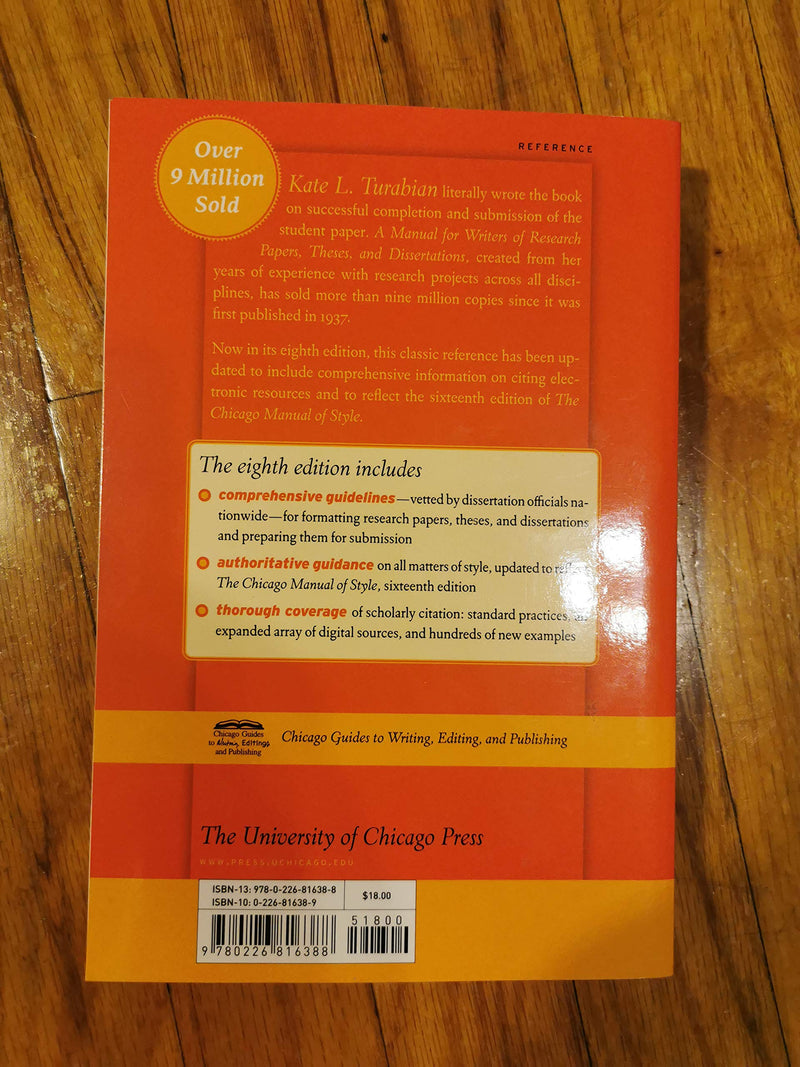 REFERENCE
Over
9 Million
Sold
Kate L. Turabian literally wrote the book
on successful completion and submission of the
student paper. A Manual for Writers of Research
Papers, Theses, and Dissertations, created from her
years of experience with research projects across all disci-
plines, has sold more than nine million copies since it was
first published in 1937.
Now in its eighth edition, this classic reference has been up-
dated to include comprehensive information on citing elec-
tronic resources and to reflect the sixteenth edition of The
Chicago Manual of Style.
The eighth edition includes
comprehensive guidelines—vetted by dissertation officials na-
tionwide—for formatting research papers, theses, and dissertations
and preparing them for submission
authoritative guidance on all matters of style, updated to reflect
The Chicago Manual of Style, sixteenth edition
thorough coverage of scholarly citation: standard practices, an
expanded array of digital sources, and hundreds of new examples
Chicago Guides
to Writing, Editing,
and Publishing
Chicago Guides to Writing, Editing, and Publishing
The University of Chicago Press
WWW.PRESS.UCHICAGO.EDU
ISBN-13: 978-0-226-81638-8
ISBN-10: 0-226-81638-9
$18.00
51800
9 780226 816388